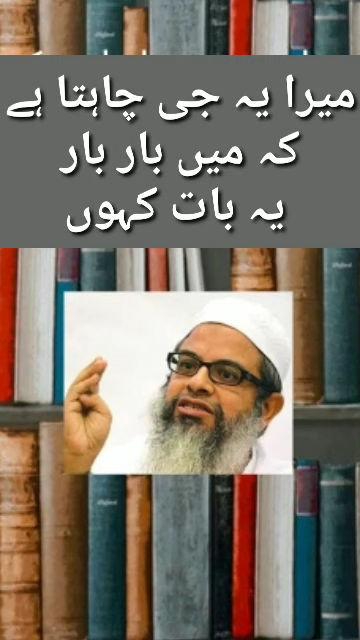 میرا یہ جی چاہتا ہے
کہ میں بار بار
یہ بات کہوں